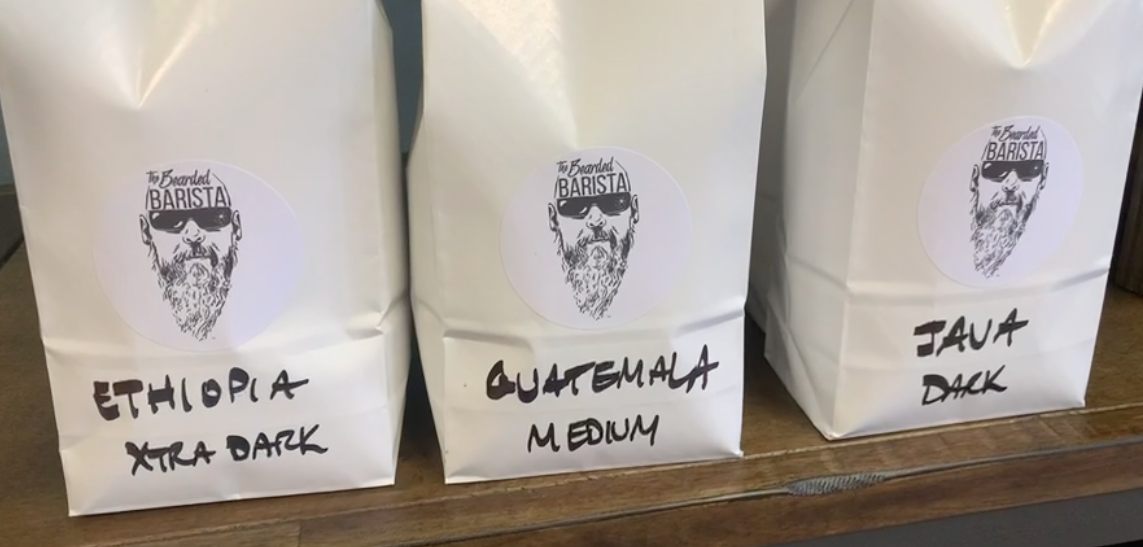 The Bearded
BARISTA
ETHIOPIA
XTRA DARK
The Bearded
BARISTA
GUATEMALA
MEDIUM
The Bearded
BARISTA
JAVA
DARK